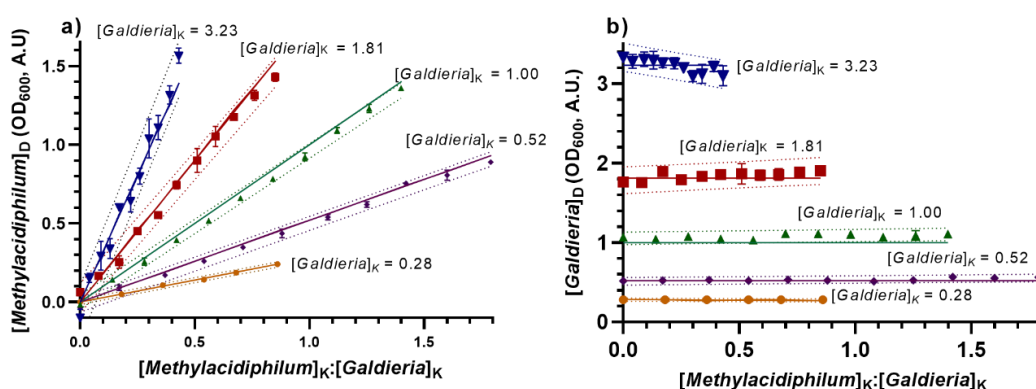 a)
[Methylacidiphilum]D (OD600, A.U)
1.5
1.0
0.5
0.0
[Galdieria]K = 3.23
[Galdieria]K = 1.81
[Galdieria]K = 1.00
[Galdieria]K = 0.52
[Galdieria]K = 0.28
0.0 0.5 1.0 1.5
[Methylacidiphilum]K:[Galdieria]K
b)
[Galdieria]D (OD600, A.U.)
3
2
1
0
[Galdieria]K = 3.23
[Galdieria]K = 1.81
[Galdieria]K = 1.00
[Galdieria]K = 0.52
[Galdieria]K = 0.28
0.0 0.5 1.0 1.5
[Methylacidiphilum]K:[Galdieria]K